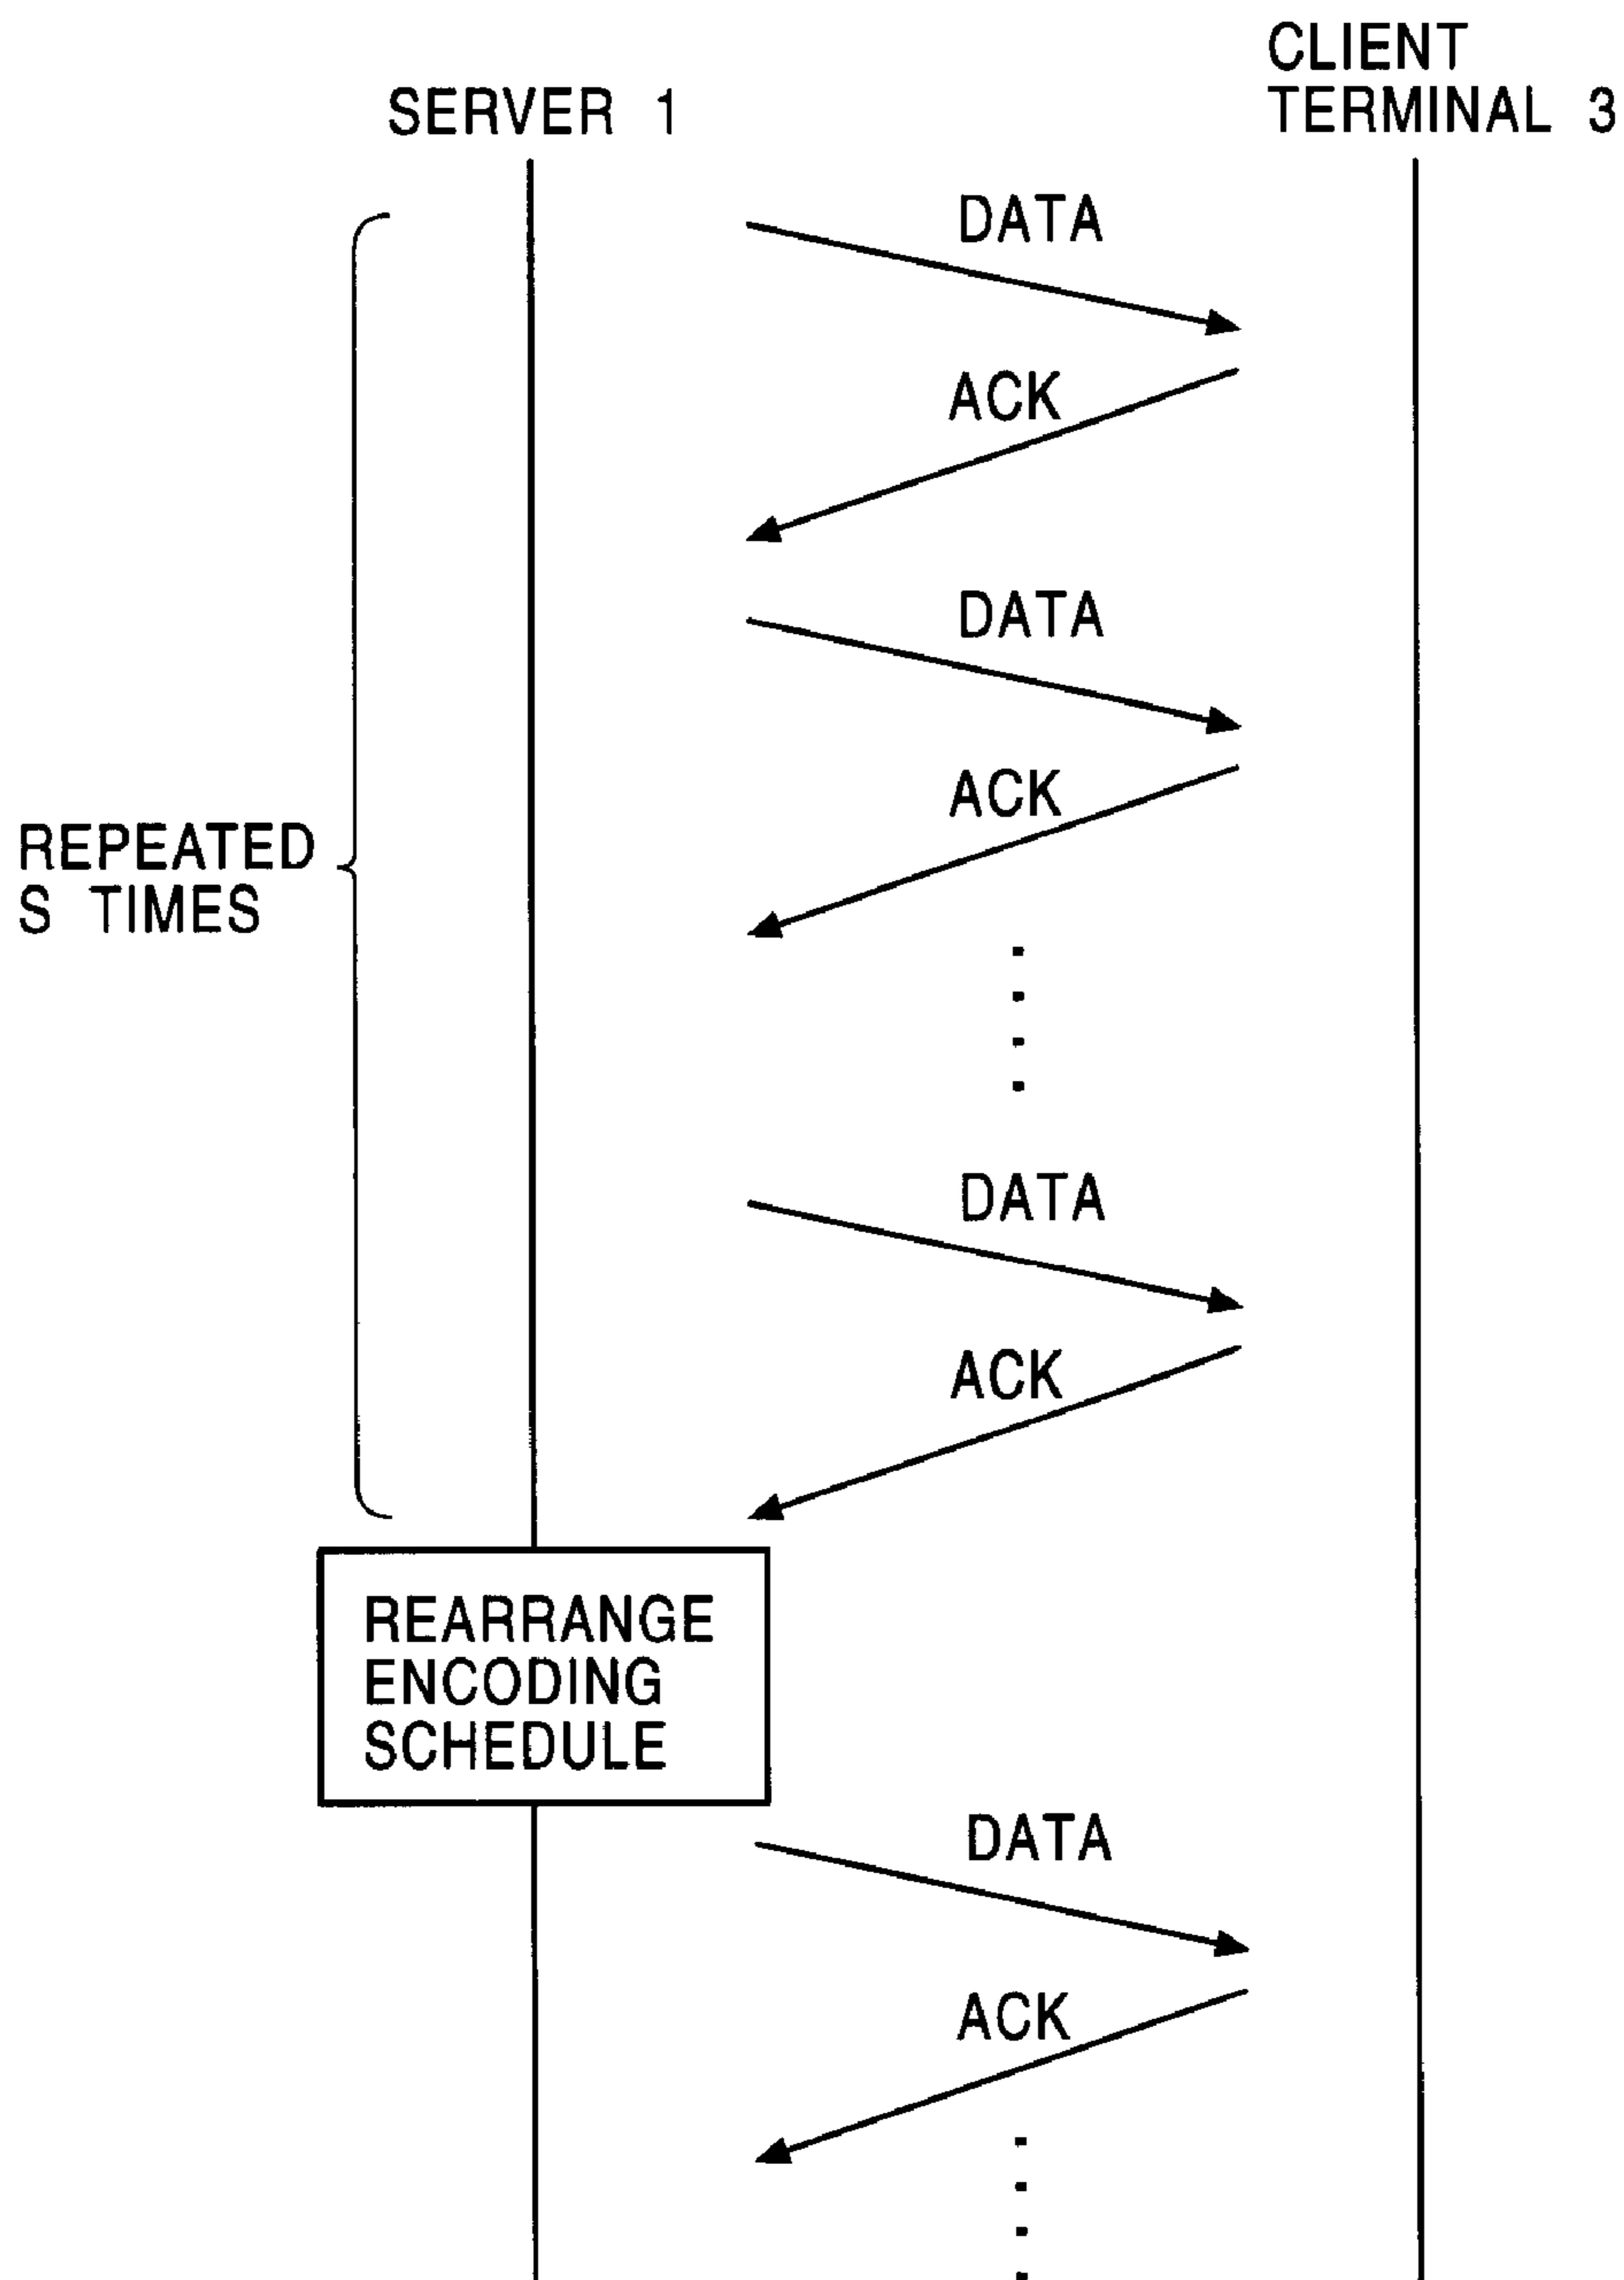 CLIENT
TERMINAL 3
SERVER 1
DATA
ACK
DATA
ACK
REPEATED
S TIMES
DATA
ACK
REARRANGE
ENCODING
SCHEDULE
DATA
ACK